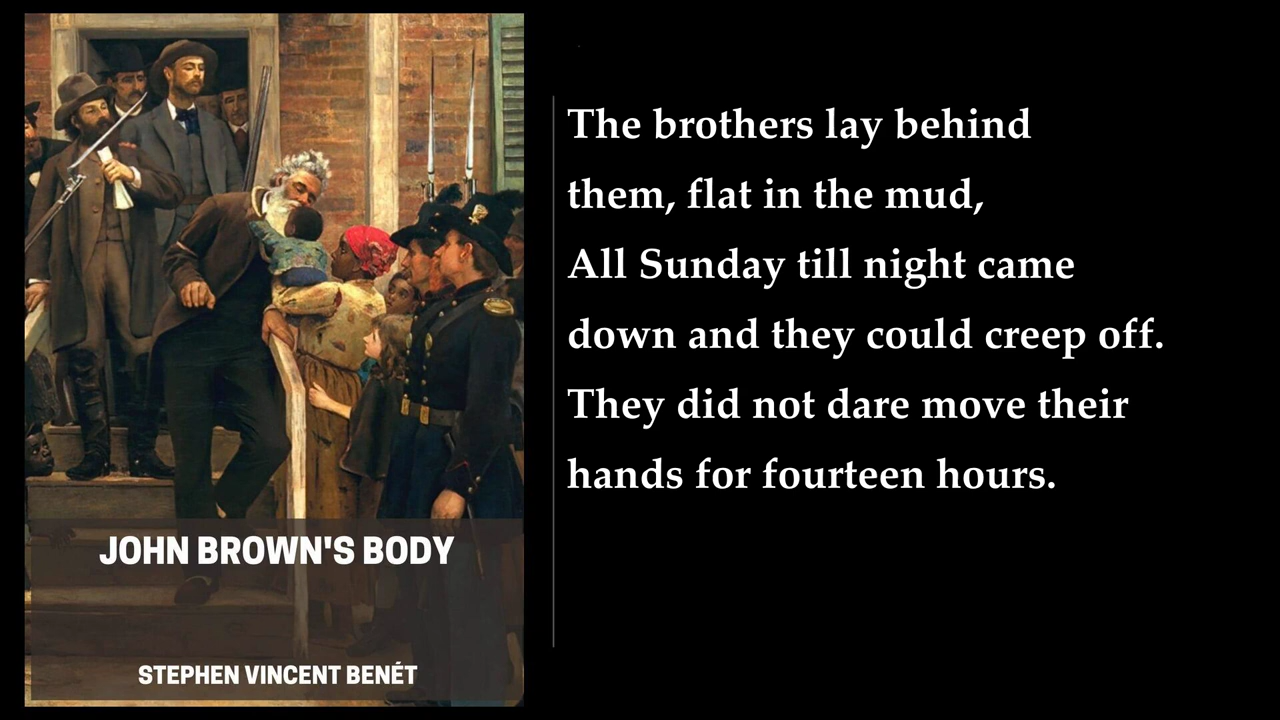 The brothers lay behind
them, flat in the mud,
All Sunday till night came
down and they could creep off.
They did not dare move their
hands for fourteen hours.
JOHN BROWN'S BODY
STEPHEN VINCENT BENÉT